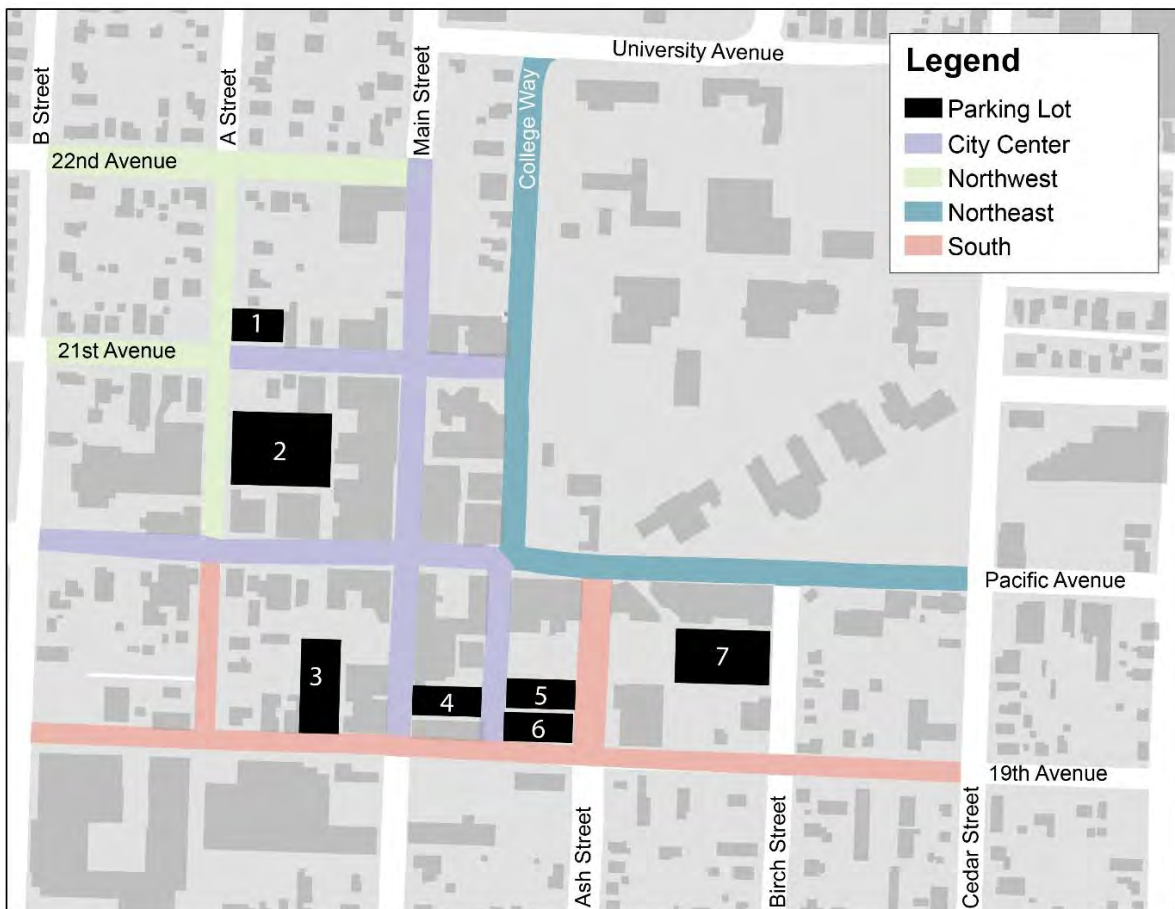 University Avenue
Legend
Parking Lot
City Center
Northwest
Northeast
South
B Street
A Street
Main Street
College Way
22nd Avenue
1
21st Avenue
2
Pacific Avenue
3
4
5
6
7
19th Avenue
Ash Street
Birch Street
Cedar Street